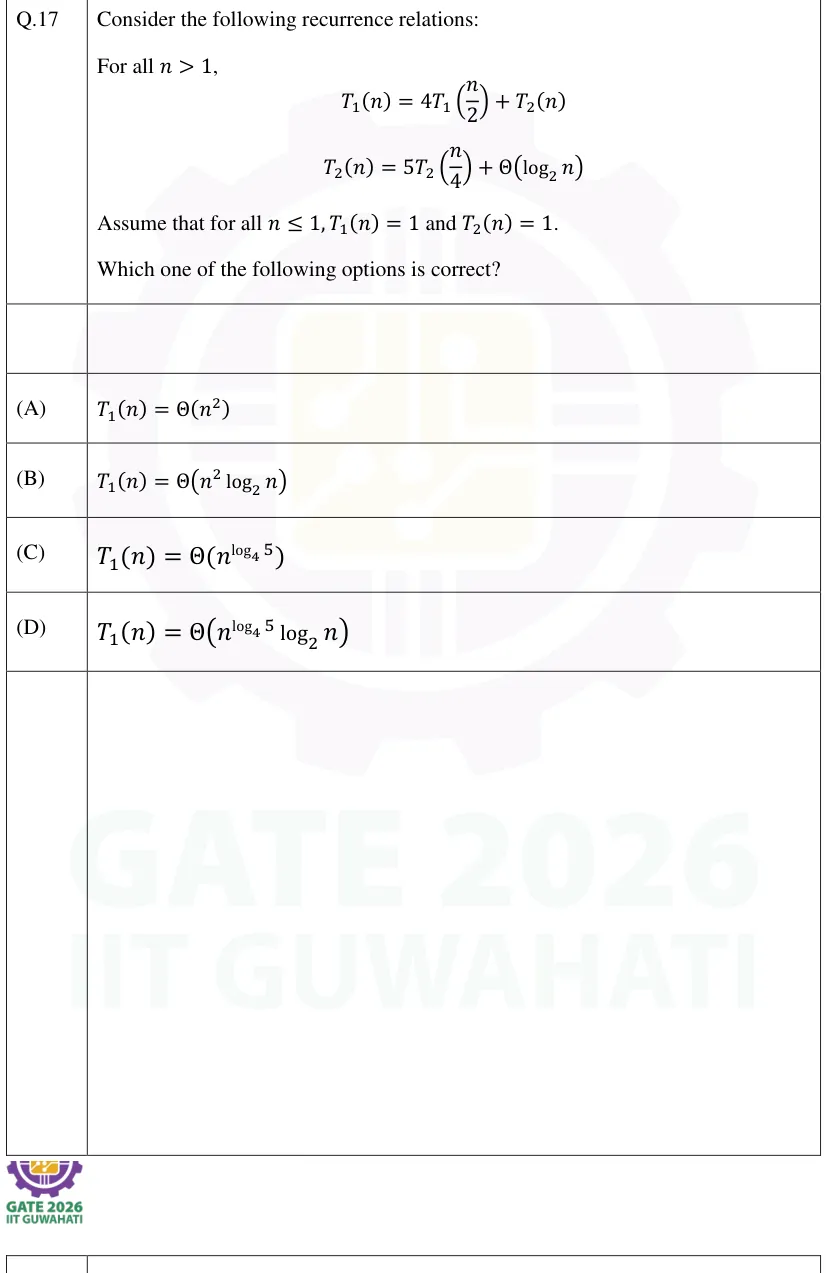 Q.17 Consider the following recurrence relations:
For all 𝑛 > 1,
𝑇₁(𝑛) = 4𝑇₁ (𝑛/2) + 𝑇₂(𝑛)
𝑇₂(𝑛) = 5𝑇₂ (𝑛/4) + Θ(log₂ 𝑛)
Assume that for all 𝑛 ≤ 1, 𝑇₁(𝑛) = 1 and 𝑇₂(𝑛) = 1.
Which one of the following options is correct?
(A) 𝑇₁(𝑛) = Θ(𝑛²)
(B) 𝑇₁(𝑛) = Θ(𝑛² log₂ 𝑛)
(C) 𝑇₁(𝑛) = Θ(𝑛^(log₄ 5))
(D) 𝑇₁(𝑛) = Θ(𝑛^(log₄ 5) log₂ 𝑛)
GATE 2026
IIT GUWAHATI
GATE 2026
IIT GUWAHATI